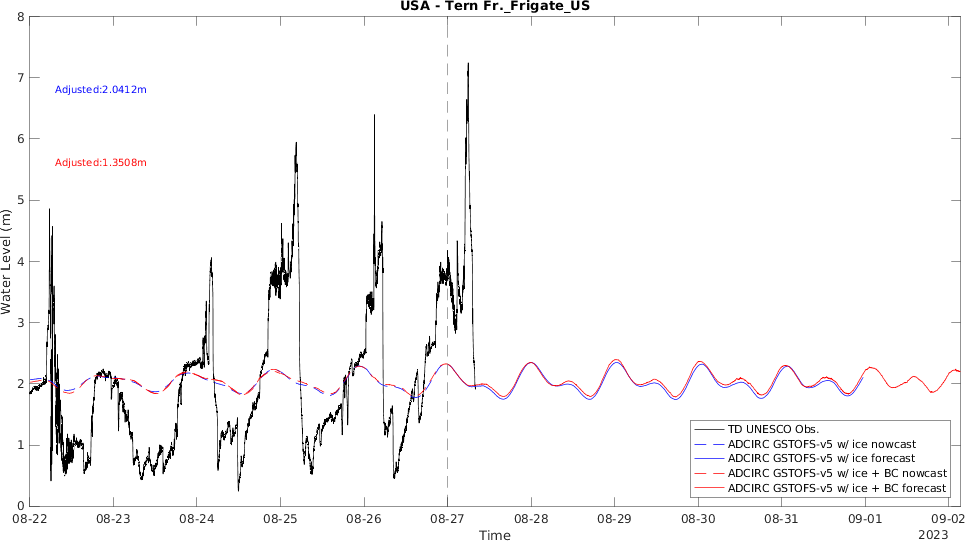 USA - Tern Fr._Frigate_US
8
7
Adjusted:2.0412m
6
Adjusted:1.3508m
5
Water Level (m)
4
3
2
1
0
TD UNESCO Obs.
ADCIRC GSTOFS-v5 w/ ice nowcast
ADCIRC GSTOFS-v5 w/ ice forecast
ADCIRC GSTOFS-v5 w/ ice + BC nowcast
ADCIRC GSTOFS-v5 w/ ice + BC forecast
08-22 08-23 08-24 08-25 08-26 08-27 08-28 08-29 08-30 08-31 09-01 09-02
Time
2023